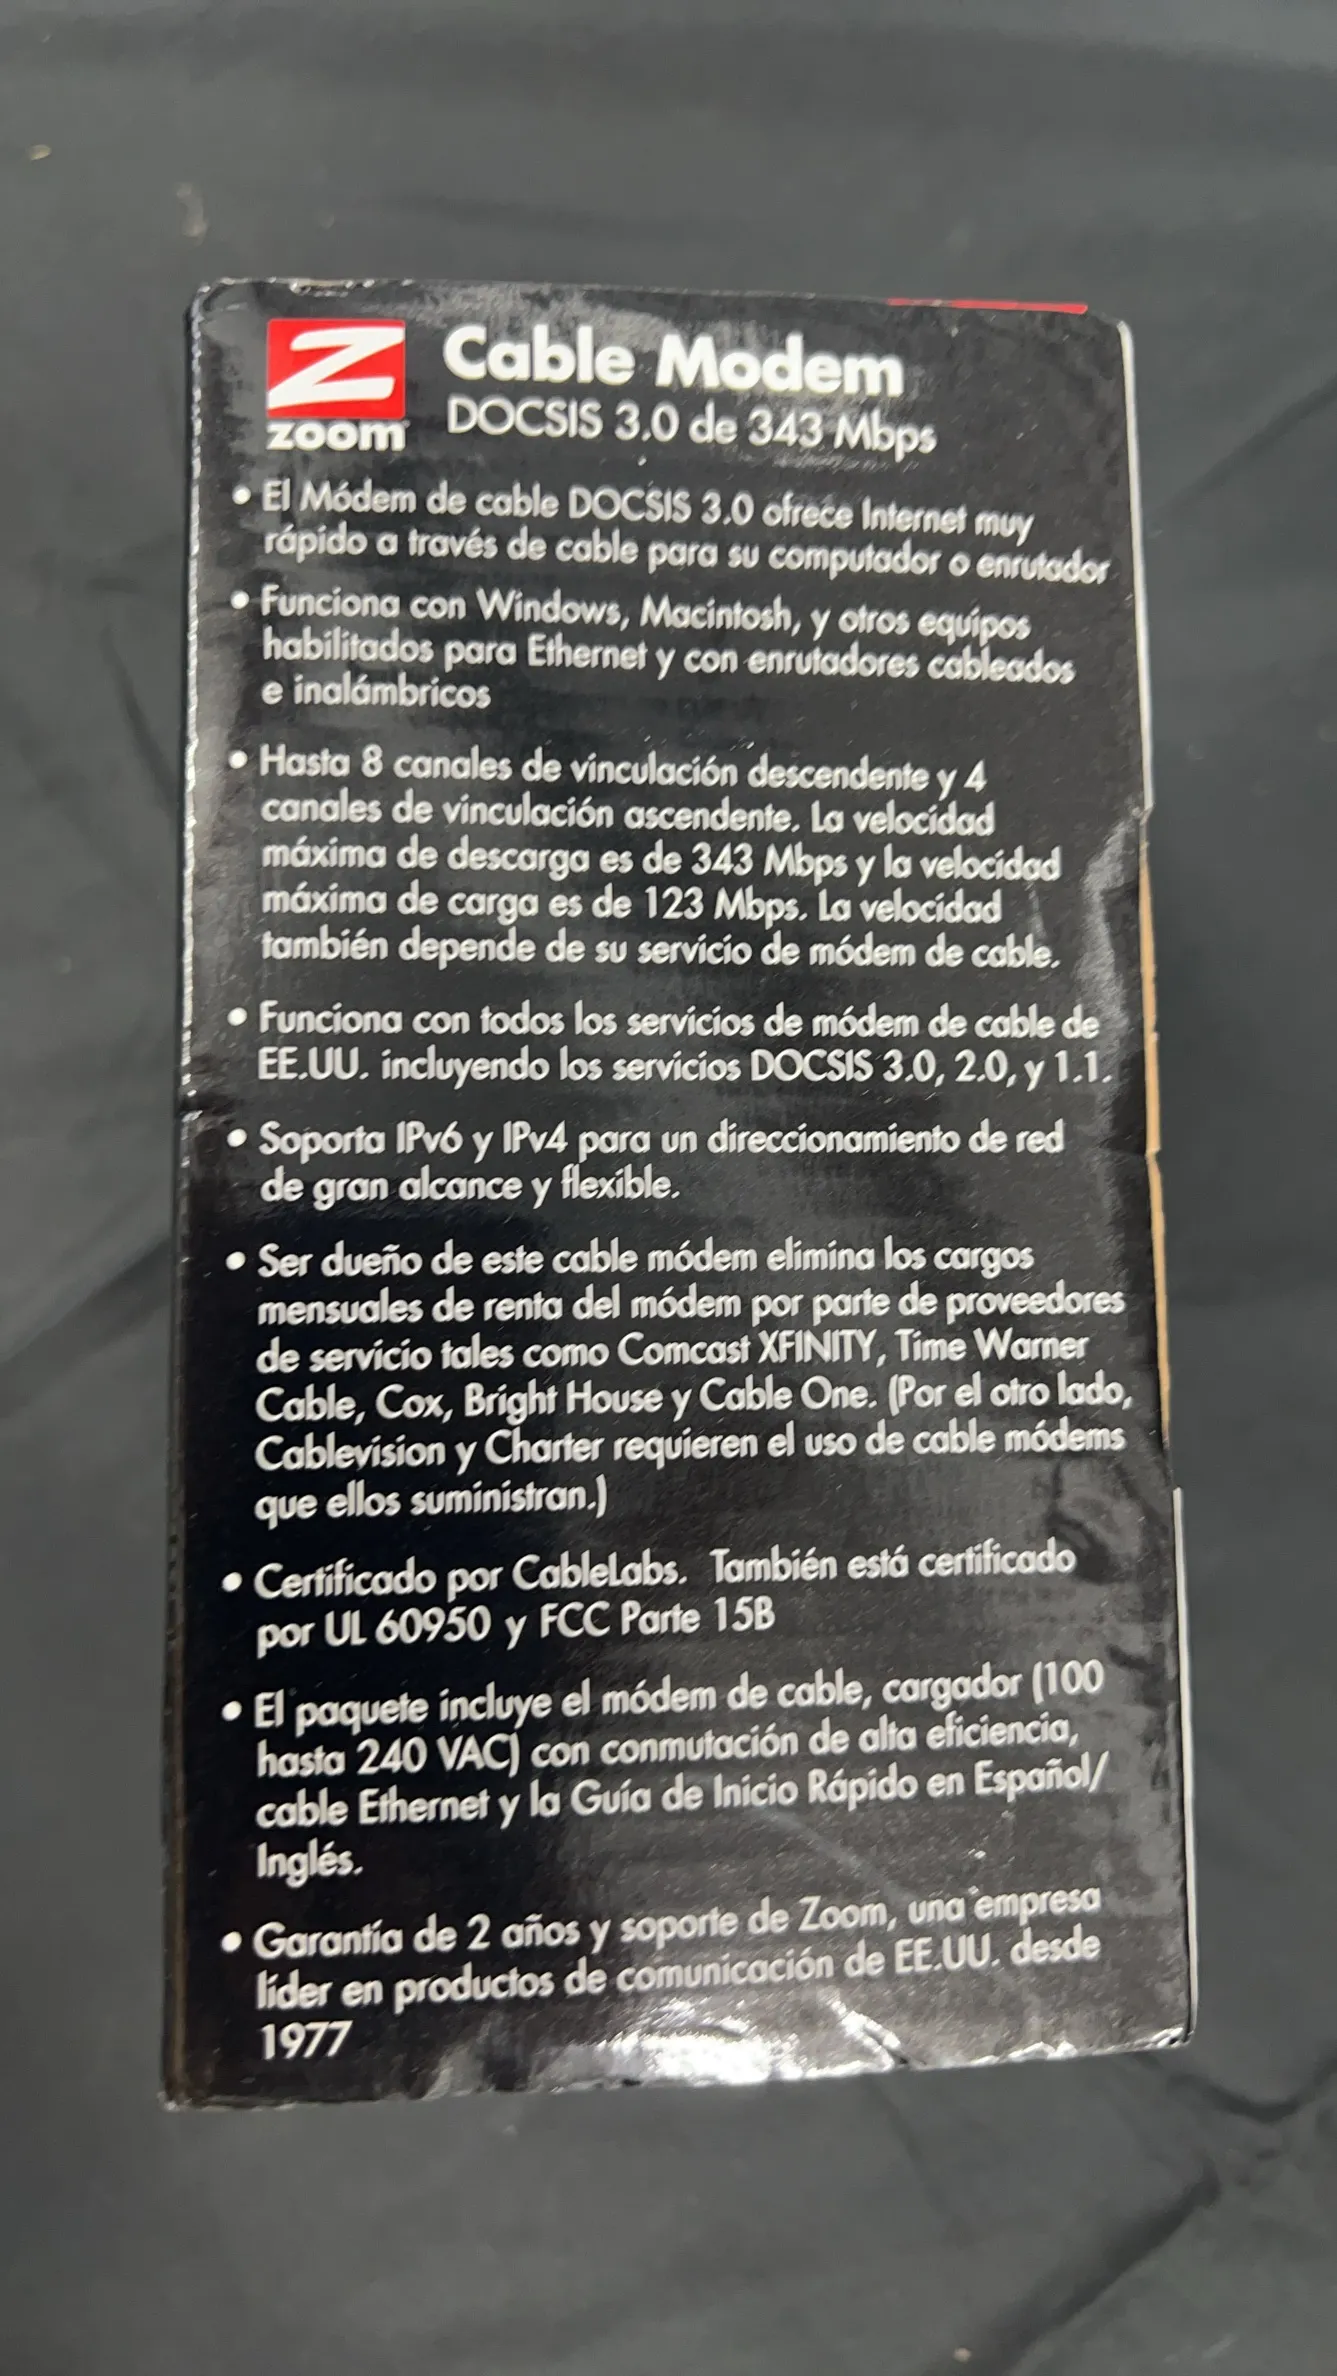 Z
zoom
Cable Modem
DOCSIS 3.0 de 343 Mbps
• El Módem de cable DOCSIS 3.0 ofrece Internet muy
rápido a través de cable para su computador o enrutador
• Funciona con Windows, Macintosh, y otros equipos
habilitados para Ethernet y con enrutadores cableados
e inalámbricos
• Hasta 8 canales de vinculación descendente y 4
canales de vinculación ascendente. La velocidad
máxima de descarga es de 343 Mbps y la velocidad
máxima de carga es de 123 Mbps. La velocidad
también depende de su servicio de módem de cable.
• Funciona con todos los servicios de módem de cable de
EE.UU. incluyendo los servicios DOCSIS 3.0, 2.0, y 1.1.
• Soporta IPv6 y IPv4 para un direccionamiento de red
de gran alcance y flexible.
• Ser dueño de este cable módem elimina los cargos
mensuales de renta del módem por parte de proveedores
de servicio tales como Comcast XFINITY, Time Warner
Cable, Cox, Bright House y Cable One. (Por el otro lado,
Cablevision y Charter requieren el uso de cable módems
que ellos suministran.)
• Certificado por CableLabs. También está certificado
por UL 60950 y FCC Parte 15B
• El paquete incluye el módem de cable, cargador (100
hasta 240 VAC) con conmutación de alta eficiencia,
cable Ethernet y la Guía de Inicio Rápido en Español/
Inglés.
• Garantía de 2 años y soporte de Zoom, una empresa
líder en productos de comunicación de EE.UU. desde
1977